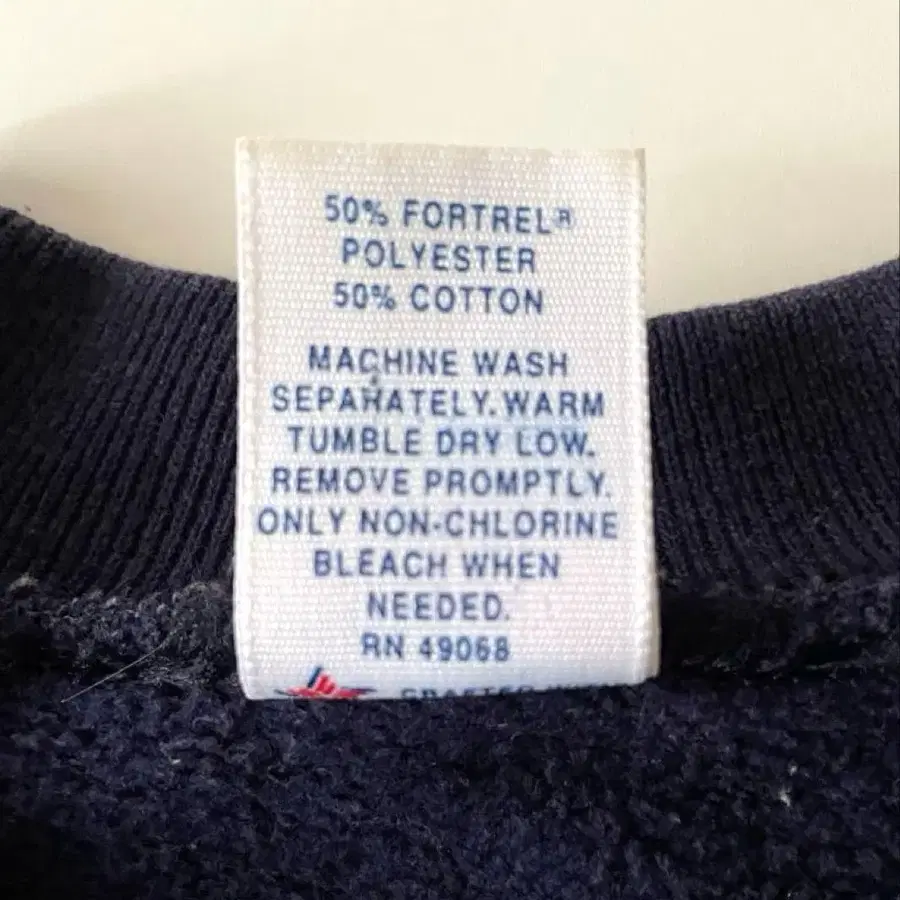 50% FORTREL®
POLYESTER
50% COTTON
MACHINE WASH
SEPARATELY. WARM
TUMBLE DRY LOW.
REMOVE PROMPTLY.
ONLY NON-CHLORINE
BLEACH WHEN
NEEDED.
RN 49068
CRAFTED